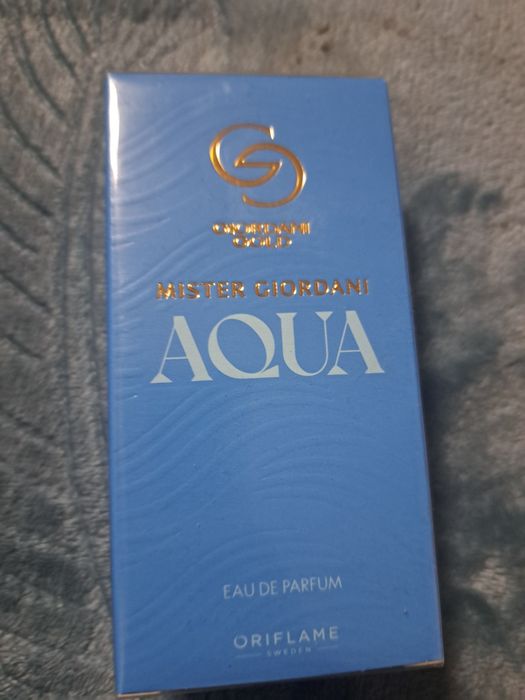 GIORDANI
GOLD
MISTER GIORDANI
AQUA
EAU DE PARFUM
ORIFLAME
SWEDEN